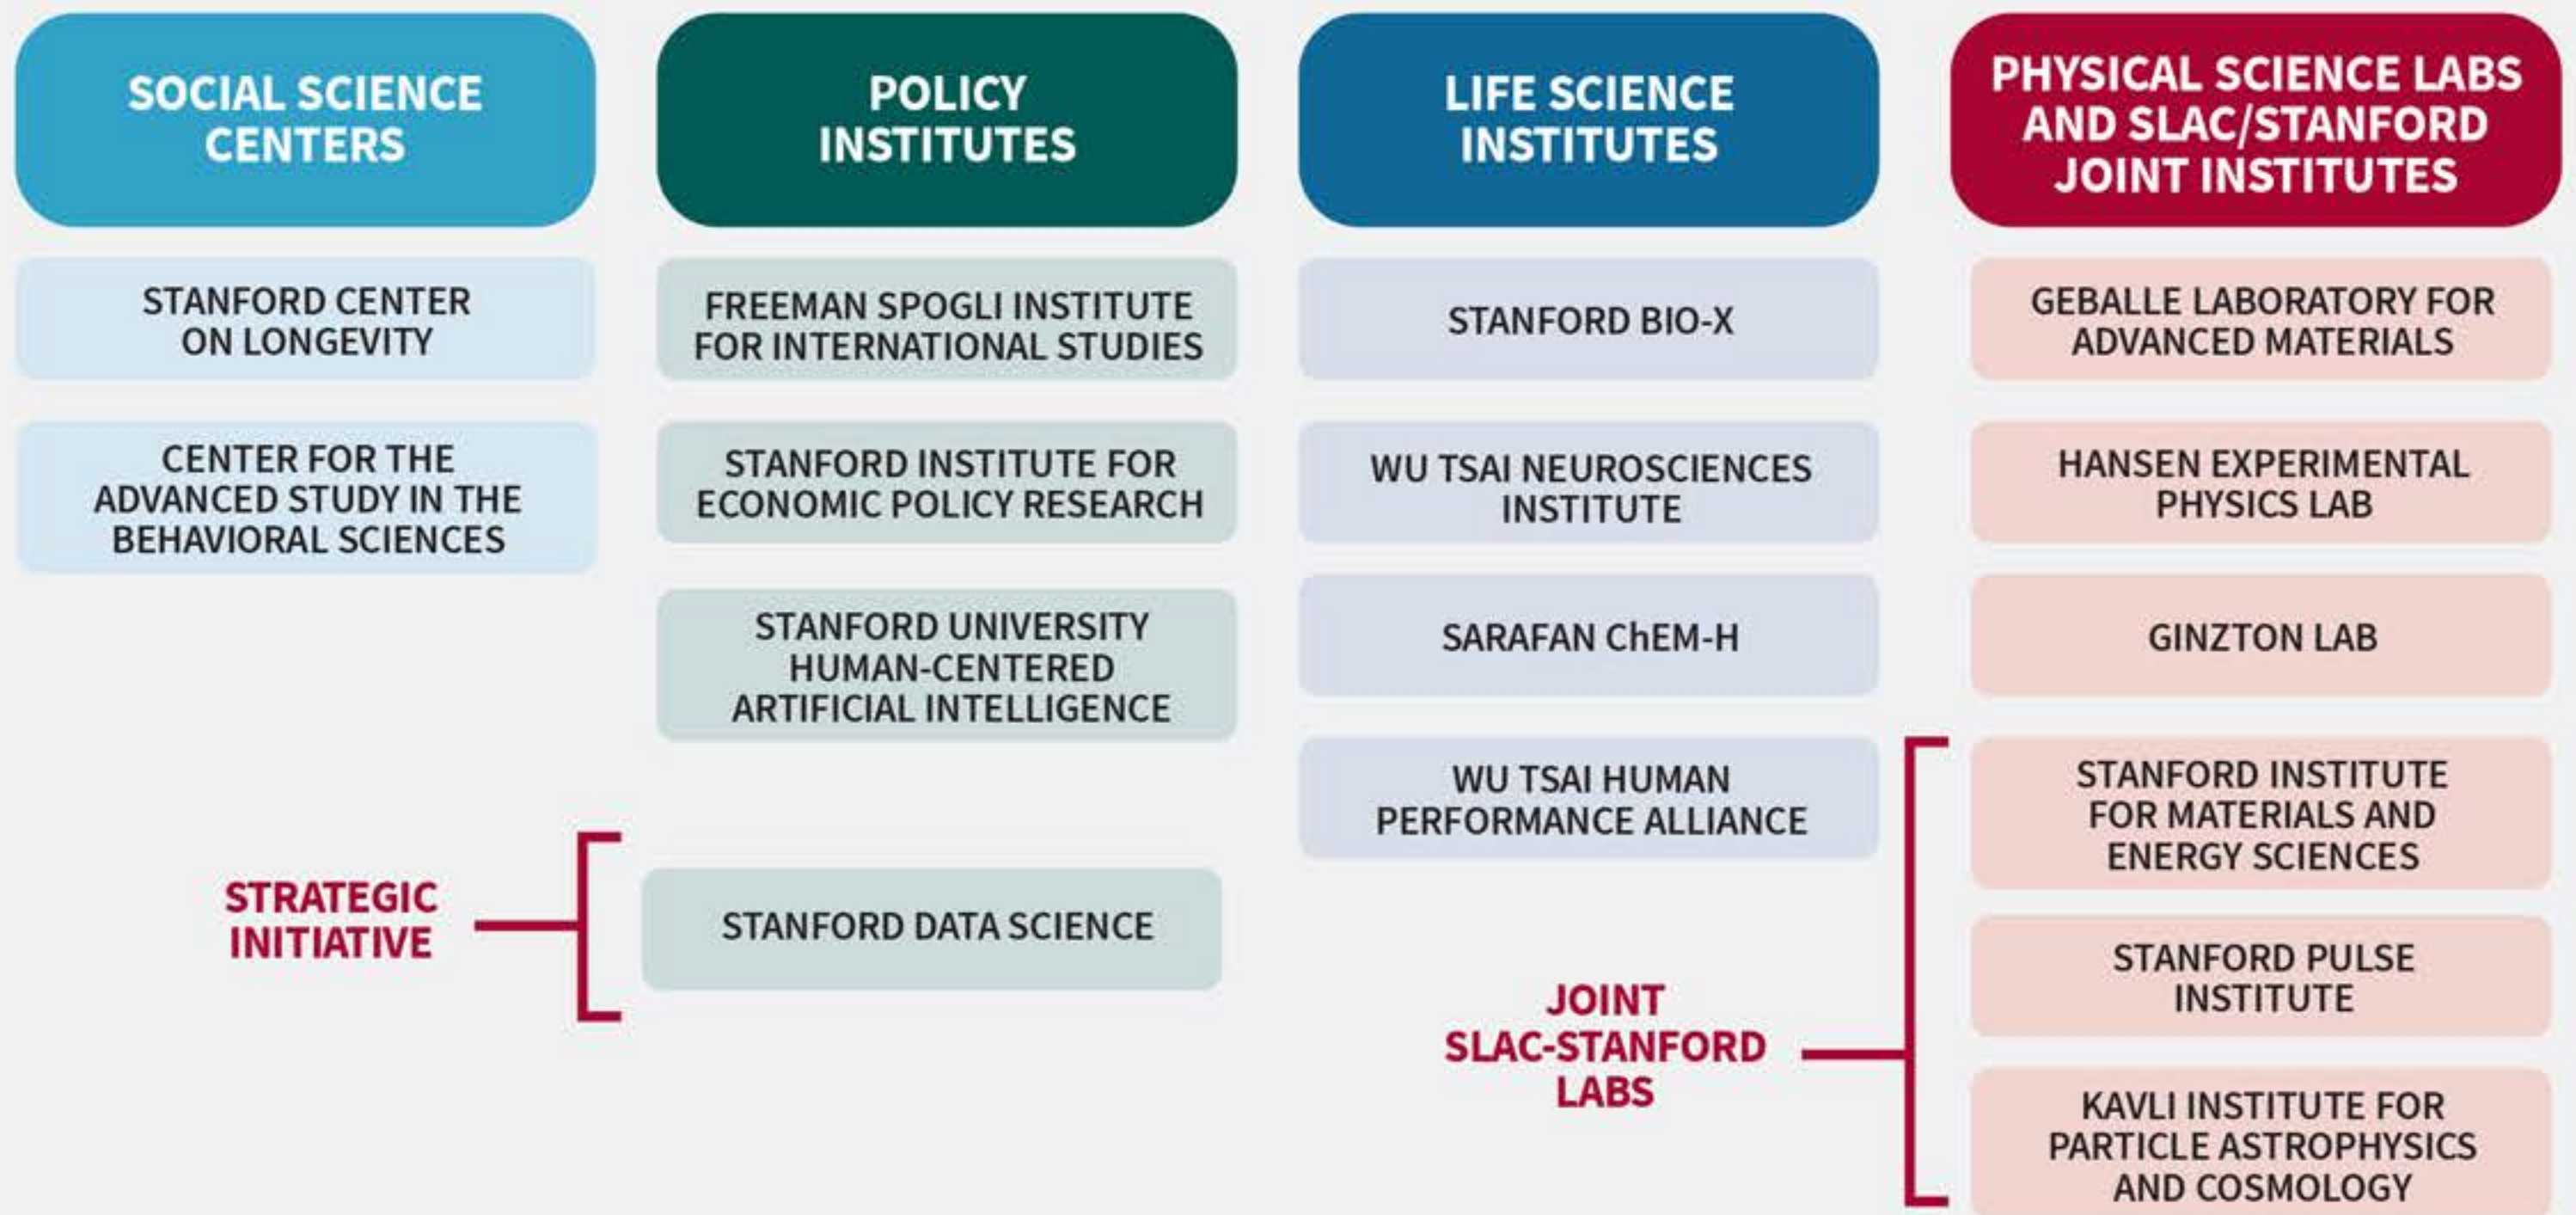 SOCIAL SCIENCE
CENTERS
STANFORD CENTER
ON LONGEVITY
CENTER FOR THE
ADVANCED STUDY IN THE
BEHAVIORAL SCIENCES
POLICY
INSTITUTES
FREEMAN SPOGLI INSTITUTE
FOR INTERNATIONAL STUDIES
STANFORD INSTITUTE FOR
ECONOMIC POLICY RESEARCH
STANFORD UNIVERSITY
HUMAN-CENTERED
ARTIFICIAL INTELLIGENCE
STRATEGIC
INITIATIVE
STANFORD DATA SCIENCE
LIFE SCIENCE
INSTITUTES
STANFORD BIO-X
WU TSAI NEUROSCIENCES
INSTITUTE
SARAFAN ChEM-H
WU TSAI HUMAN
PERFORMANCE ALLIANCE
PHYSICAL SCIENCE LABS
AND SLAC/STANFORD
JOINT INSTITUTES
GEBALLE LABORATORY FOR
ADVANCED MATERIALS
HANSEN EXPERIMENTAL
PHYSICS LAB
GINZTON LAB
JOINT
SLAC-STANFORD
LABS
STANFORD INSTITUTE
FOR MATERIALS AND
ENERGY SCIENCES
STANFORD PULSE
INSTITUTE
KAVLI INSTITUTE FOR
PARTICLE ASTROPHYSICS
AND COSMOLOGY